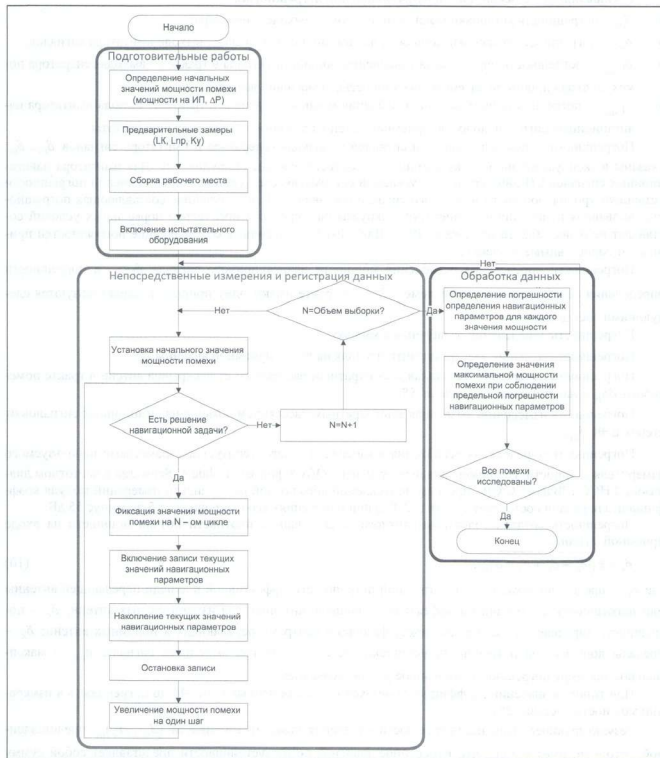 Начало
Подготовительные работы
Определение начальных
значений мощности помехи
(мощности на ИП, ΔP)
Предварительные замеры
(LК, Lпр, Ку)
Сборка рабочего места
Включение испытательного
оборудования
Непосредственные измерения и регистрация данных
Нет
N=Объем выборки?
Да
Установка начального значения
мощности помехи
Есть решение
навигационной задачи?
Нет
N=N+1
Да
Фиксация значения мощности
помехи на N – ом цикле
Включение записи текущих
значений навигационных
параметров
Накопление текущих значений
навигационных параметров
Остановка записи
Увеличение мощности помехи
на один шаг
Нет
Обработка данных
Определение погрешности
определения навигационных
параметров для каждого
значения мощности
Определение значения
максимальной мощности
помехи при соблюдении
предельной погрешности
навигационных параметров
Все помехи
исследованы?
Да
Конец